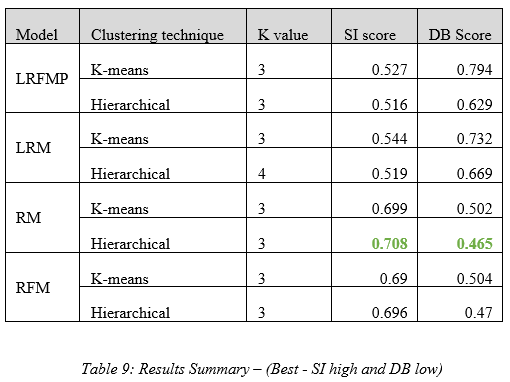 Model Clustering technique K value SI score DB Score
LRFMP K-means 3 0.527 0.794
Hierarchical 3 0.516 0.629
LRM K-means 3 0.544 0.732
Hierarchical 4 0.519 0.669
RM K-means 3 0.699 0.502
Hierarchical 3 0.708 0.465
RFM K-means 3 0.69 0.504
Hierarchical 3 0.696 0.47
Table 9: Results Summary – (Best - SI high and DB low)